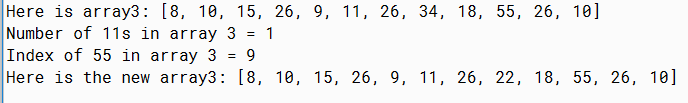 Here is array3: [8, 10, 15, 26, 9, 11, 26, 34, 18, 55, 26, 10]
Number of 11s in array 3 = 1
Index of 55 in array 3 = 9
Here is the new array3: [8, 10, 15, 26, 9, 11, 26, 22, 18, 55, 26, 10]